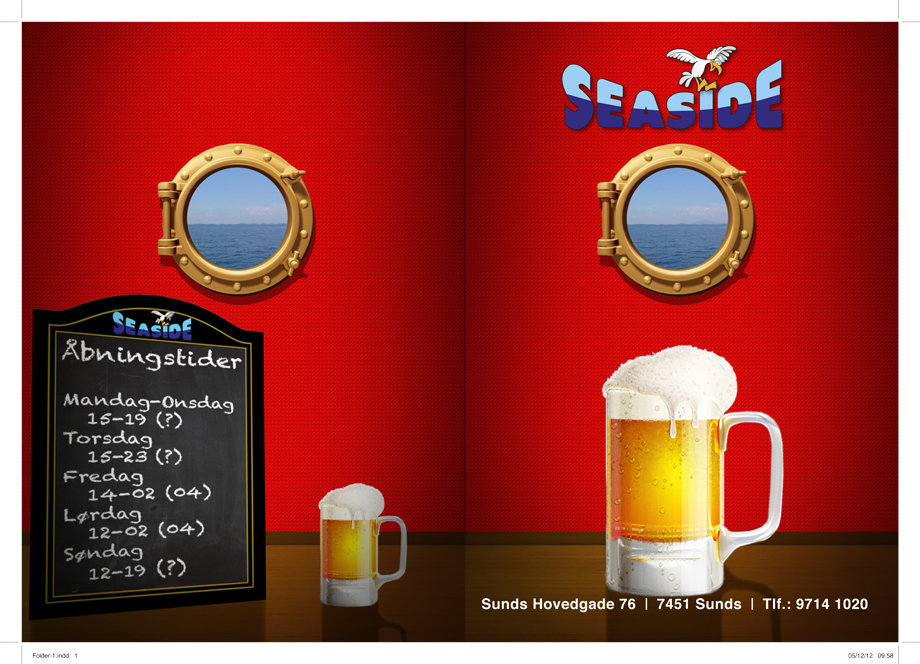 SEASIDE
Åbningstider
Mandag-Onsdag
15-19 (?)
Torsdag
15-23 (?)
Fredag
14-02 (04)
Lørdag
12-02 (04)
Søndag
12-19 (?)
SEASIDE
Sunds Hovedgade 76 | 7451 Sunds | Tlf.: 9714 1020
Folder-1.indd 1
05/12/12 09.58